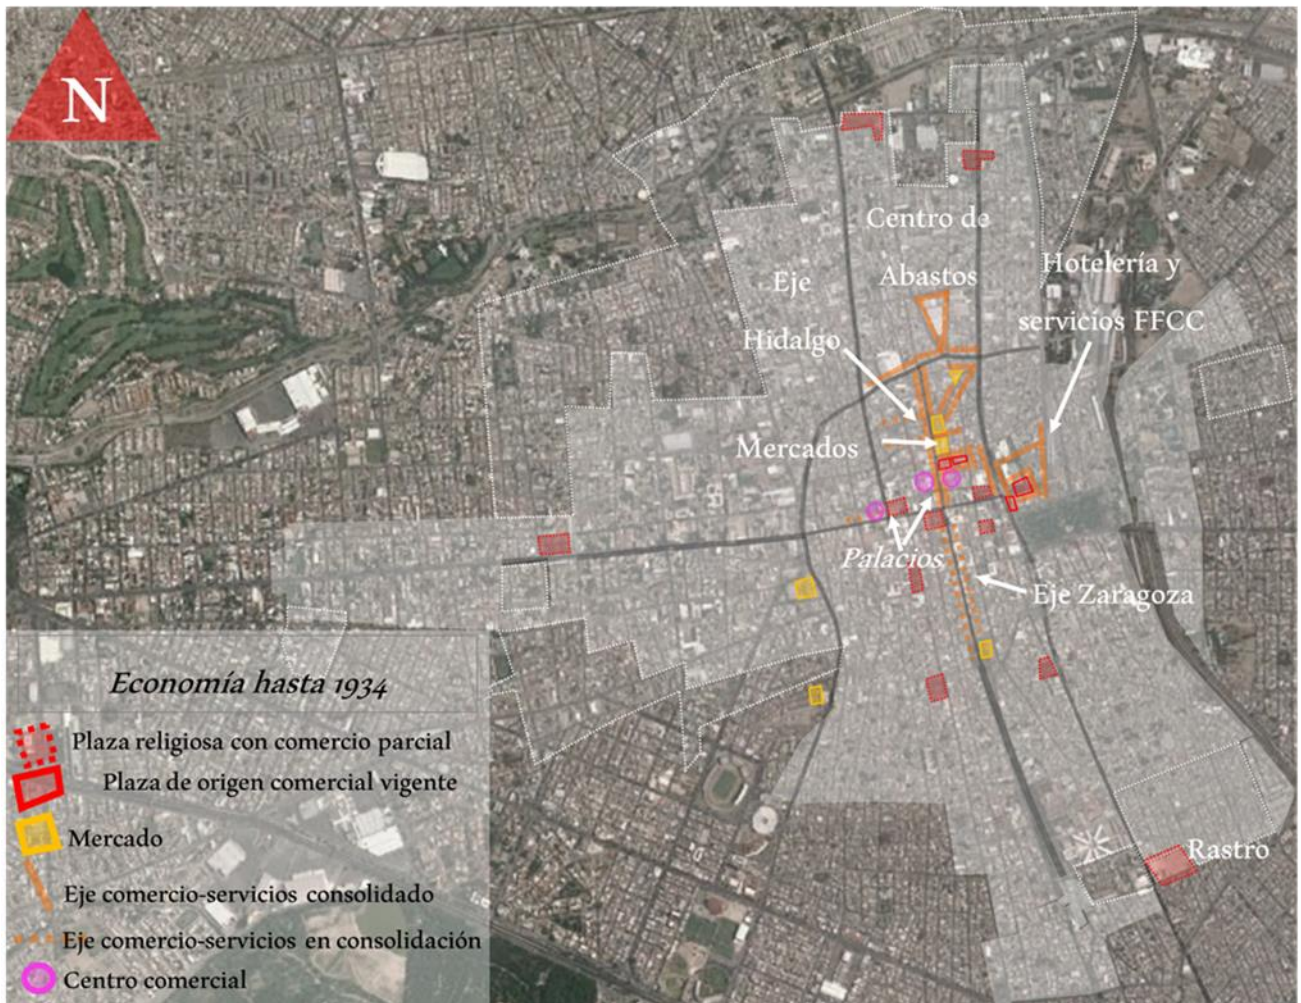 N
Centro de
Abastos
Eje
Hidalgo
Hotelería y
servicios FFCC
Mercados
Palacios
Eje Zaragoza
Rastro
Economía hasta 1934
Plaza religiosa con comercio parcial
Plaza de origen comercial vigente
Mercado
Eje comercio-servicios consolidado
Eje comercio-servicios en consolidación
Centro comercial